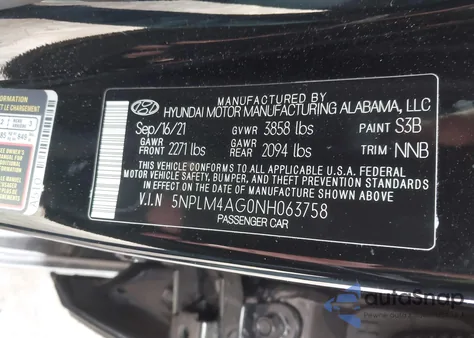 MANUFACTURED BY
HYUNDAI MOTOR MANUFACTURING ALABAMA, LLC
Sep/16/21 GVWR 3858 lbs PAINT S3B
GAWR FRONT 2271 lbs GAWR REAR 2094 lbs TRIM NNB
THIS VEHICLE CONFORMS TO ALL APPLICABLE U.S.A. FEDERAL
MOTOR VEHICLE SAFETY, BUMPER, AND THEFT PREVENTION STANDARDS
IN EFFECT ON THE DATE OF MANUFACTURE SHOWN ABOVE
V.I.N 5NPLM4AG0NH063758
PASSENGER CAR
autoSnap